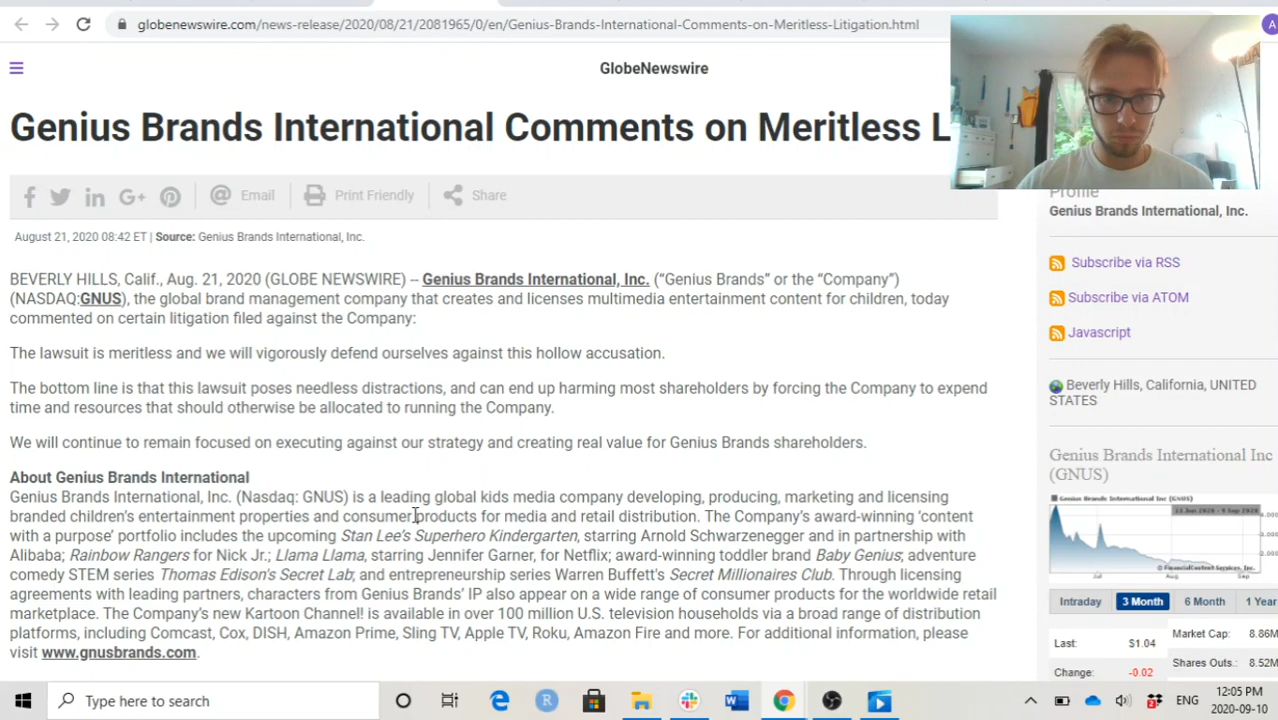 globenewswire.com/news-release/2020/08/21/2081965/0/en/Genius-Brands-International-Comments-on-Meritless-Litigation.html
A
GlobeNewswire
Genius Brands International Comments on Meritless L
Email
Print Friendly
Share
Profile
Genius Brands International, Inc.
August 21, 2020 08:42 ET | Source: Genius Brands International, Inc.
Subscribe via RSS
Subscribe via ATOM
Javascript
BEVERLY HILLS, Calif., Aug. 21, 2020 (GLOBE NEWSWIRE) -- Genius Brands International, Inc. (“Genius Brands” or the “Company”)
(NASDAQ:GNUS), the global brand management company that creates and licenses multimedia entertainment content for children, today
commented on certain litigation filed against the Company:
The lawsuit is meritless and we will vigorously defend ourselves against this hollow accusation.
The bottom line is that this lawsuit poses needless distractions, and can end up harming most shareholders by forcing the Company to expend
time and resources that should otherwise be allocated to running the Company.
We will continue to remain focused on executing against our strategy and creating real value for Genius Brands shareholders.
Beverly Hills, California, UNITED
STATES
About Genius Brands International
Genius Brands International, Inc. (Nasdaq: GNUS) is a leading global kids media company developing, producing, marketing and licensing
branded children’s entertainment properties and consumer products for media and retail distribution. The Company’s award-winning ‘content
with a purpose’ portfolio includes the upcoming Stan Lee’s Superhero Kindergarten, starring Arnold Schwarzenegger and in partnership with
Alibaba; Rainbow Rangers for Nick Jr.; Llama Llama, starring Jennifer Garner, for Netflix; award-winning toddler brand Baby Genius; adventure
comedy STEM series Thomas Edison's Secret Lab; and entrepreneurial series Warren Buffett's Secret Millionaires Club. Through licensing
agreements with leading partners, characters from Genius Brands’ IP also appear on a wide range of consumer products for the worldwide retail
marketplace. The Company’s new Kartoon Channel! is available in over 100 million U.S. television households via a broad range of distribution
platforms, including Comcast, Cox, DISH, Amazon Prime, Sling TV, Apple TV, Roku, Amazon Fire and more. For additional information, please
visit www.gnusbrands.com.
Genius Brands International Inc
(GNUS)
Genius Brands International Inc (GNUS)
4.000
2.000
© FinancialContent Services, Inc.
Jul
Aug
Sep
Intraday
3 Month
6 Month
1 Year
Last:
$1.04
Market Cap:
8.86M
Change:
-0.02
Shares Outs.:
8.52M
Type here to search
ENG
12:05 PM
2020-09-10